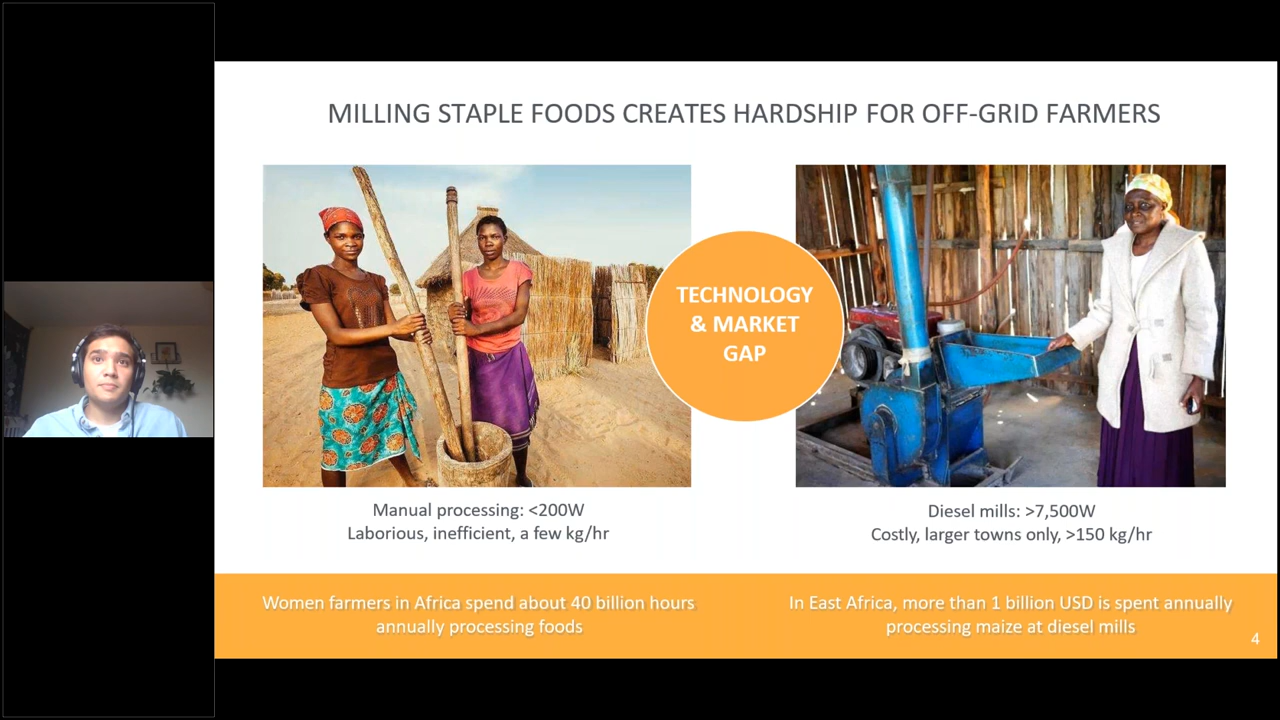 MILLING STAPLE FOODS CREATES HARDSHIP FOR OFF-GRID FARMERS
TECHNOLOGY
& MARKET
GAP
Manual processing: <200W
Laborious, inefficient, a few kg/hr
Diesel mills: >7,500W
Costly, larger towns only, >150 kg/hr
Women farmers in Africa spend about 40 billion hours
annually processing foods
In East Africa, more than 1 billion USD is spent annually
processing maize at diesel mills
4